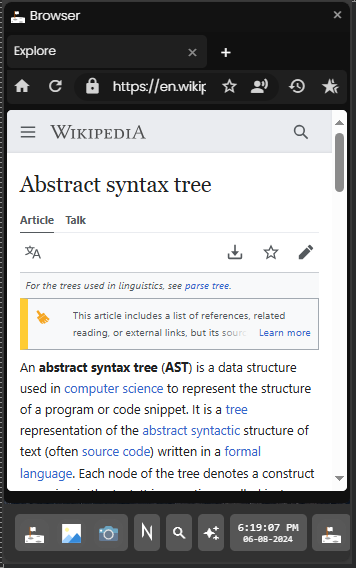 Browser
Explore
https://en.wikip
WIKIPEDIA
Abstract syntax tree
Article Talk
For the trees used in linguistics, see parse tree.
This article includes a list of references, related
reading, or external links, but its sour Learn more
An abstract syntax tree (AST) is a data structure
used in computer science to represent the structure
of a program or code snippet. It is a tree
representation of the abstract syntactic structure of
text (often source code) written in a formal
language. Each node of the tree denotes a construct
N
6:19:07 PM
06-08-2024